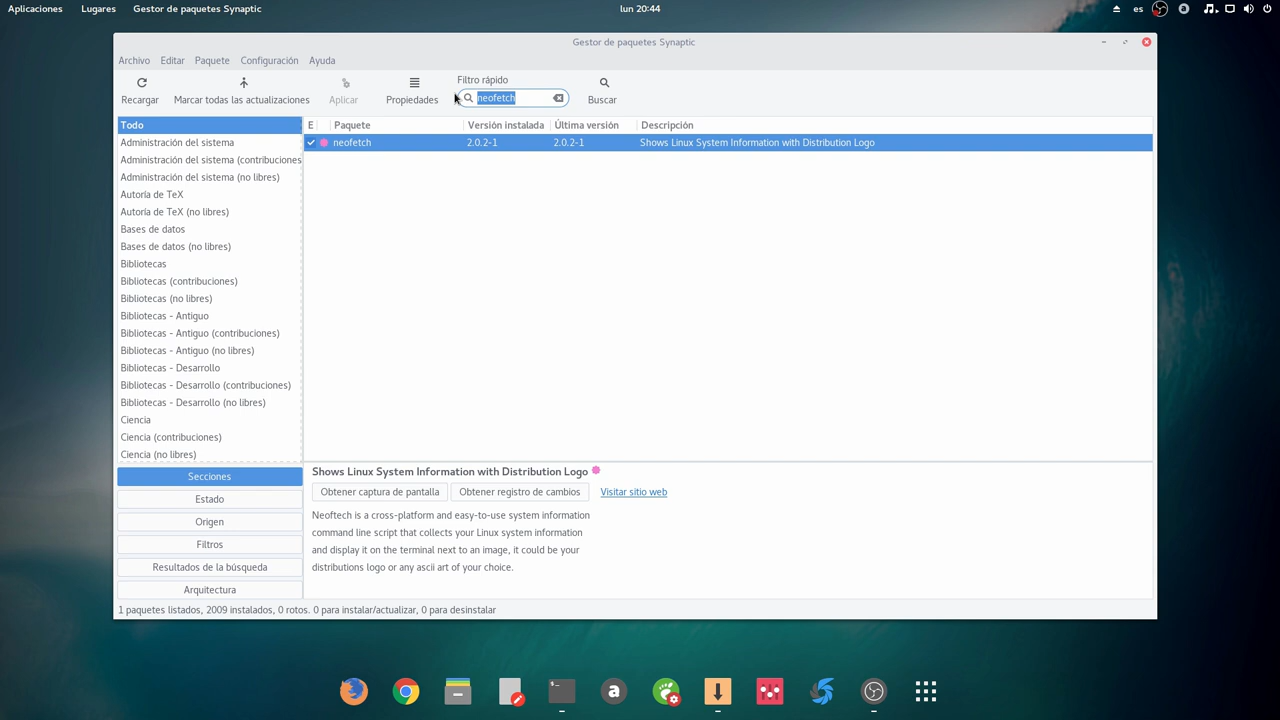 Aplicaciones Lugares Gestor de paquetes Synaptic lun 20:44 es
Gestor de paquetes Synaptic
Archivo Editar Paquete Configuración Ayuda
Recargar Marcar todas las actualizaciones Aplicar Propiedades Filtro rápido neofetch Buscar
Todo
Administración del sistema
Administración del sistema (contribuciones
Administración del sistema (no libres)
Autoría de TeX
Autoría de TeX (no libres)
Bases de datos
Bases de datos (no libres)
Bibliotecas
Bibliotecas (contribuciones)
Bibliotecas (no libres)
Bibliotecas - Antiguo
Bibliotecas - Antiguo (contribuciones)
Bibliotecas - Antiguo (no libres)
Bibliotecas - Desarrollo
Bibliotecas - Desarrollo (contribuciones)
Bibliotecas - Desarrollo (no libres)
Ciencia
Ciencia (contribuciones)
Ciencia (no libres)
Secciones
Estado
Origen
Filtros
Resultados de la búsqueda
Arquitectura
E Paquete Versión instalada Última versión Descripción
neofetch 2.0.2-1 2.0.2-1 Shows Linux System Information with Distribution Logo
Shows Linux System Information with Distribution Logo
Obtener captura de pantalla Obtener registro de cambios Visitar sitio web
Neoftech is a cross-platform and easy-to-use system information
command line script that collects your Linux system information
and display it on the terminal next to an image, it could be your
distributions logo or any ascii art of your choice.
1 paquetes listados, 2009 instalados, 0 rotos. 0 para instalar/actualizar, 0 para desinstalar